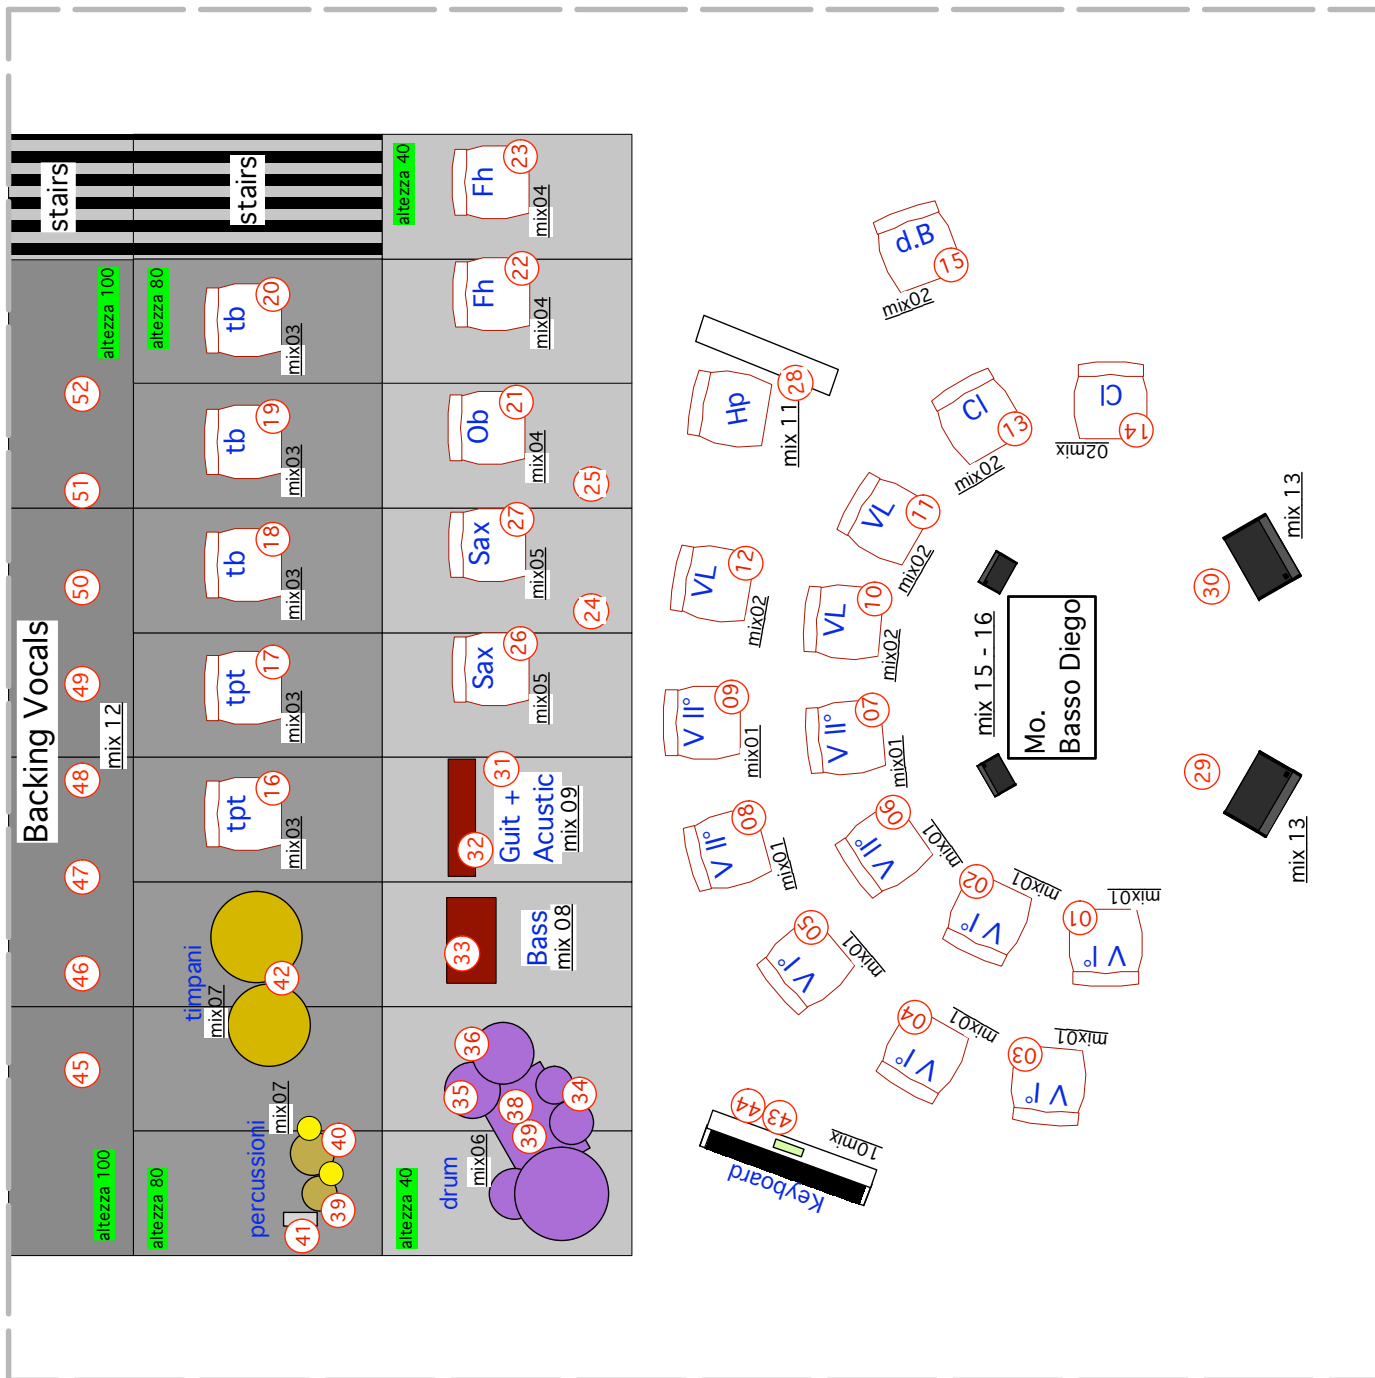 stairs
stairs
altezza 40
altezza 100
altezza 80
Backing Vocals
mix 12
52
51
50
49
48
47
46
45
altezza 100
tb
20
mix03
tb
19
mix03
tb
18
mix03
tpt
17
mix03
tpt
16
mix03
timpani
mix07
42
percussioni
mix07
40
39
41
altezza 80
Fh
23
mix04
Fh
22
mix04
Ob
21
mix04
25
Sax
27
mix05
24
Sax
26
mix05
31
32
Guit +
Acustic
mix 09
33
Bass
mix 08
drum
mix06
36
35
34
38
39
altezza 40
d.B
15
mix02
Hp
28
mix 11
Cl
13
mix02
Cl
14
02mix
VL
11
mix02
VL
12
mix02
VL
10
mix02
V II°
09
mix01
V II°
07
mix01
V II°
08
mix01
V II°
06
mix01
V I°
05
mix01
V I°
02
mix01
V I°
01
mix01
V I°
04
mix01
V I°
03
mix01
44
43
10mix
Keyboard
mix 15 - 16
Mo.
Basso Diego
30
mix 13
29
mix 13